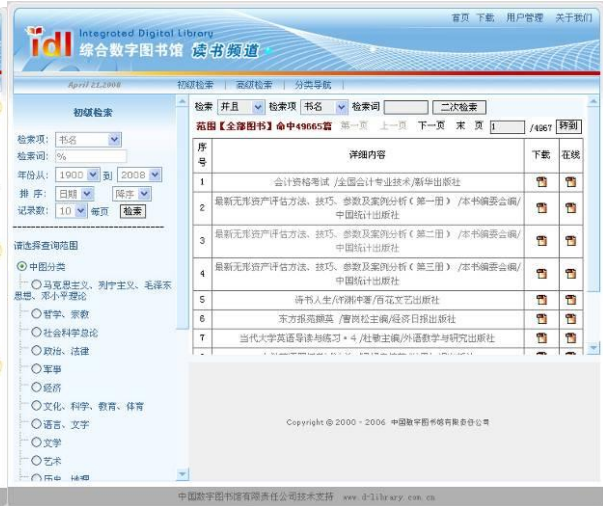 首页 下载 用户管理 关于我们
Integrated Digital Library
idl 综合数字图书馆 读书频道
April 21,2008 初级检索 | 高级检索 | 分类导航 |
初级检索
检索项: 书名
检索词: %
年份从: 1900 到 2008
排 序: 日期 降序
记录数: 10 每页 检索
请选择查询范围
中图分类
马克思主义、列宁主义、毛泽东
思想、邓小平理论
哲学、宗教
社会科学总论
政治、法律
军事
经济
文化、科学、教育、体育
语言、文字
文学
艺术
历史、地理
检索 并且 检索项 书名 检索词 二次检索
范围【全部图书】命中49665篇 第一页 上一页 下一页 末 页 1 /4967 转到
序号 详细内容 下载 在线
1 会计资格考试 /全国会计专业技术/新华出版社
2 最新无形资产评估方法、技巧、参数及案例分析(第一册) /本书编委会编/
中国统计出版社
3 最新无形资产评估方法、技巧、参数及案例分析(第二册) /本书编委会编/
中国统计出版社
4 最新无形资产评估方法、技巧、参数及案例分析(第三册) /本书编委会编/
中国统计出版社
5 诗书人生/许渊冲著/百花文艺出版社
6 东方报苑撷英 /曹岗松主编/经济日报出版社
7 当代大学英语导读与练习·4 /杜敏主编/外语教学与研究出版社
Copyright @ 2000 - 2006 中国数字图书馆有限责任公司
中国数字图书馆有限责任公司技术支持 www.d-library.com.cn